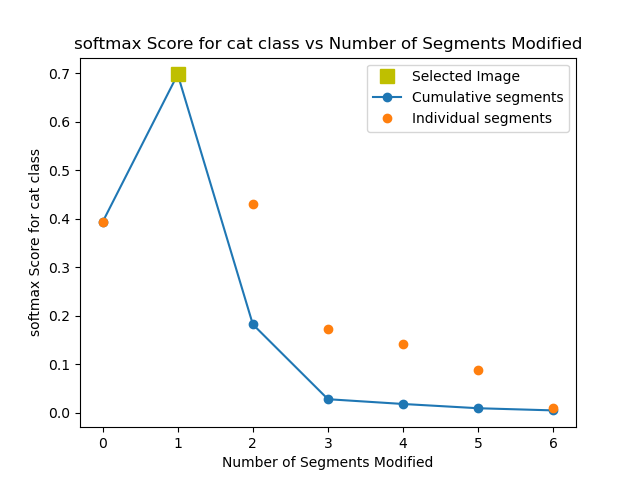 softmax Score for cat class vs Number of Segments Modified
Selected Image
Cumulative segments
Individual segments
softmax Score for cat class
0.7
0.6
0.5
0.4
0.3
0.2
0.1
0.0
0 1 2 3 4 5 6
Number of Segments Modified